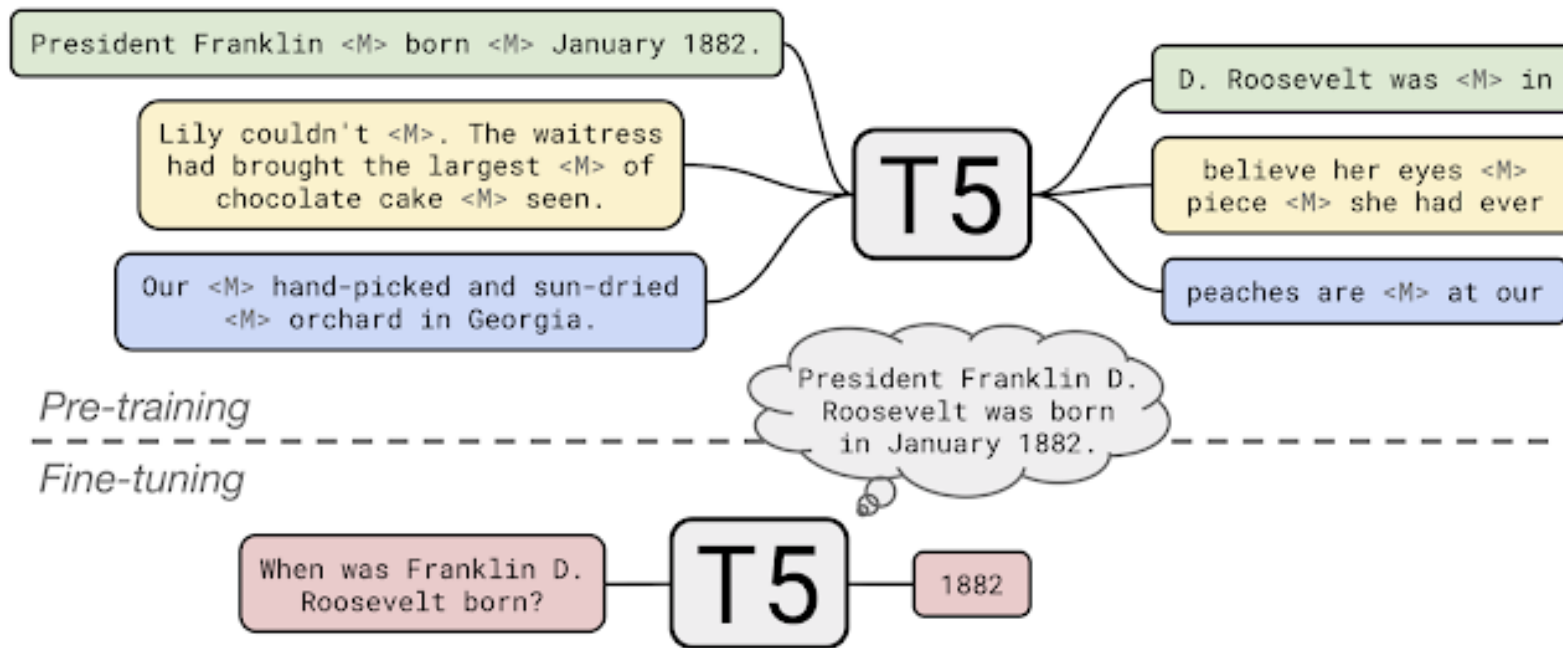 President Franklin <M> born <M> January 1882.
Lily couldn't <M>. The waitress
had brought the largest <M> of
chocolate cake <M> seen.
Our <M> hand-picked and sun-dried
<M> orchard in Georgia.
T5
D. Roosevelt was <M> in
believe her eyes <M>
piece <M> she had ever
peaches are <M> at our
Pre-training
President Franklin D.
Roosevelt was born
in January 1882.
Fine-tuning
When was Franklin D.
Roosevelt born?
T5
1882